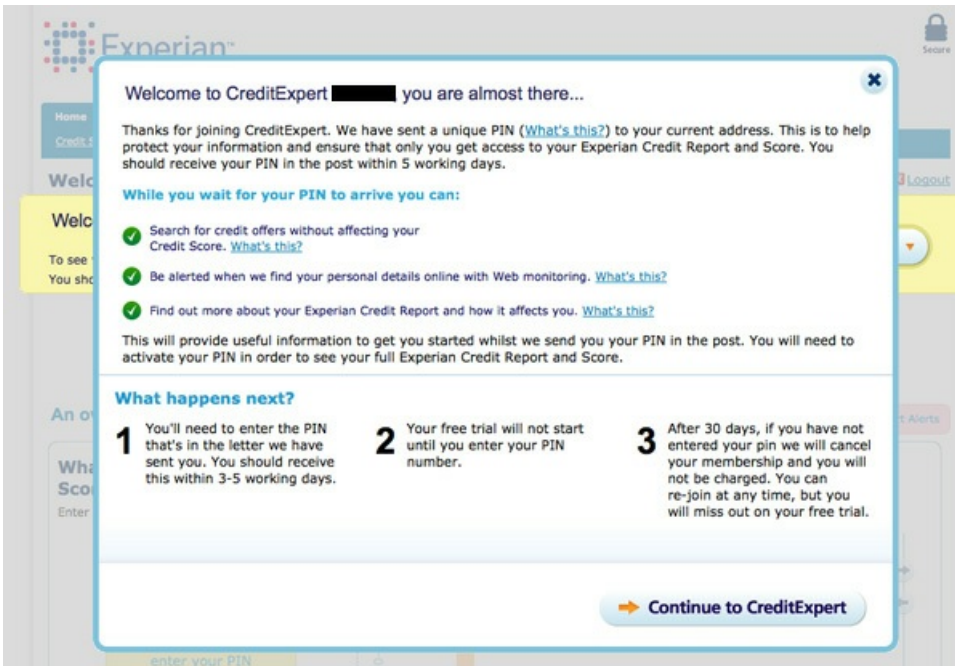 Experian™
Secure
Welcome to CreditExpert , you are almost there...
Home
Thanks for joining CreditExpert. We have sent a unique PIN (What's this?) to your current address. This is to help
protect your information and ensure that only you get access to your Experian Credit Report and Score. You
should receive your PIN in the post within 5 working days.
Credit
Logout
While you wait for your PIN to arrive you can:
Search for credit offers without affecting your
Credit Score. What's this?
To see
You
Be alerted when we find your personal details online with Web monitoring. What's this?
Find out more about your Experian Credit Report and how it affects you. What's this?
This will provide useful information to get you started whilst we send you your PIN in the post. You will need to
activate your PIN in order to see your full Experian Credit Report and Score.
What happens next?
An
Alerts
1 You'll need to enter the PIN
that's in the letter we have
sent you. You should receive
this within 3-5 working days.
2 Your free trial will not start
until you enter your PIN
number.
3 After 30 days, if you have not
entered your pin we will cancel
your membership and you will
not be charged. You can
re-join at any time, but you
will miss out on your free trial.
Enter
Continue to CreditExpert
enter your PIN